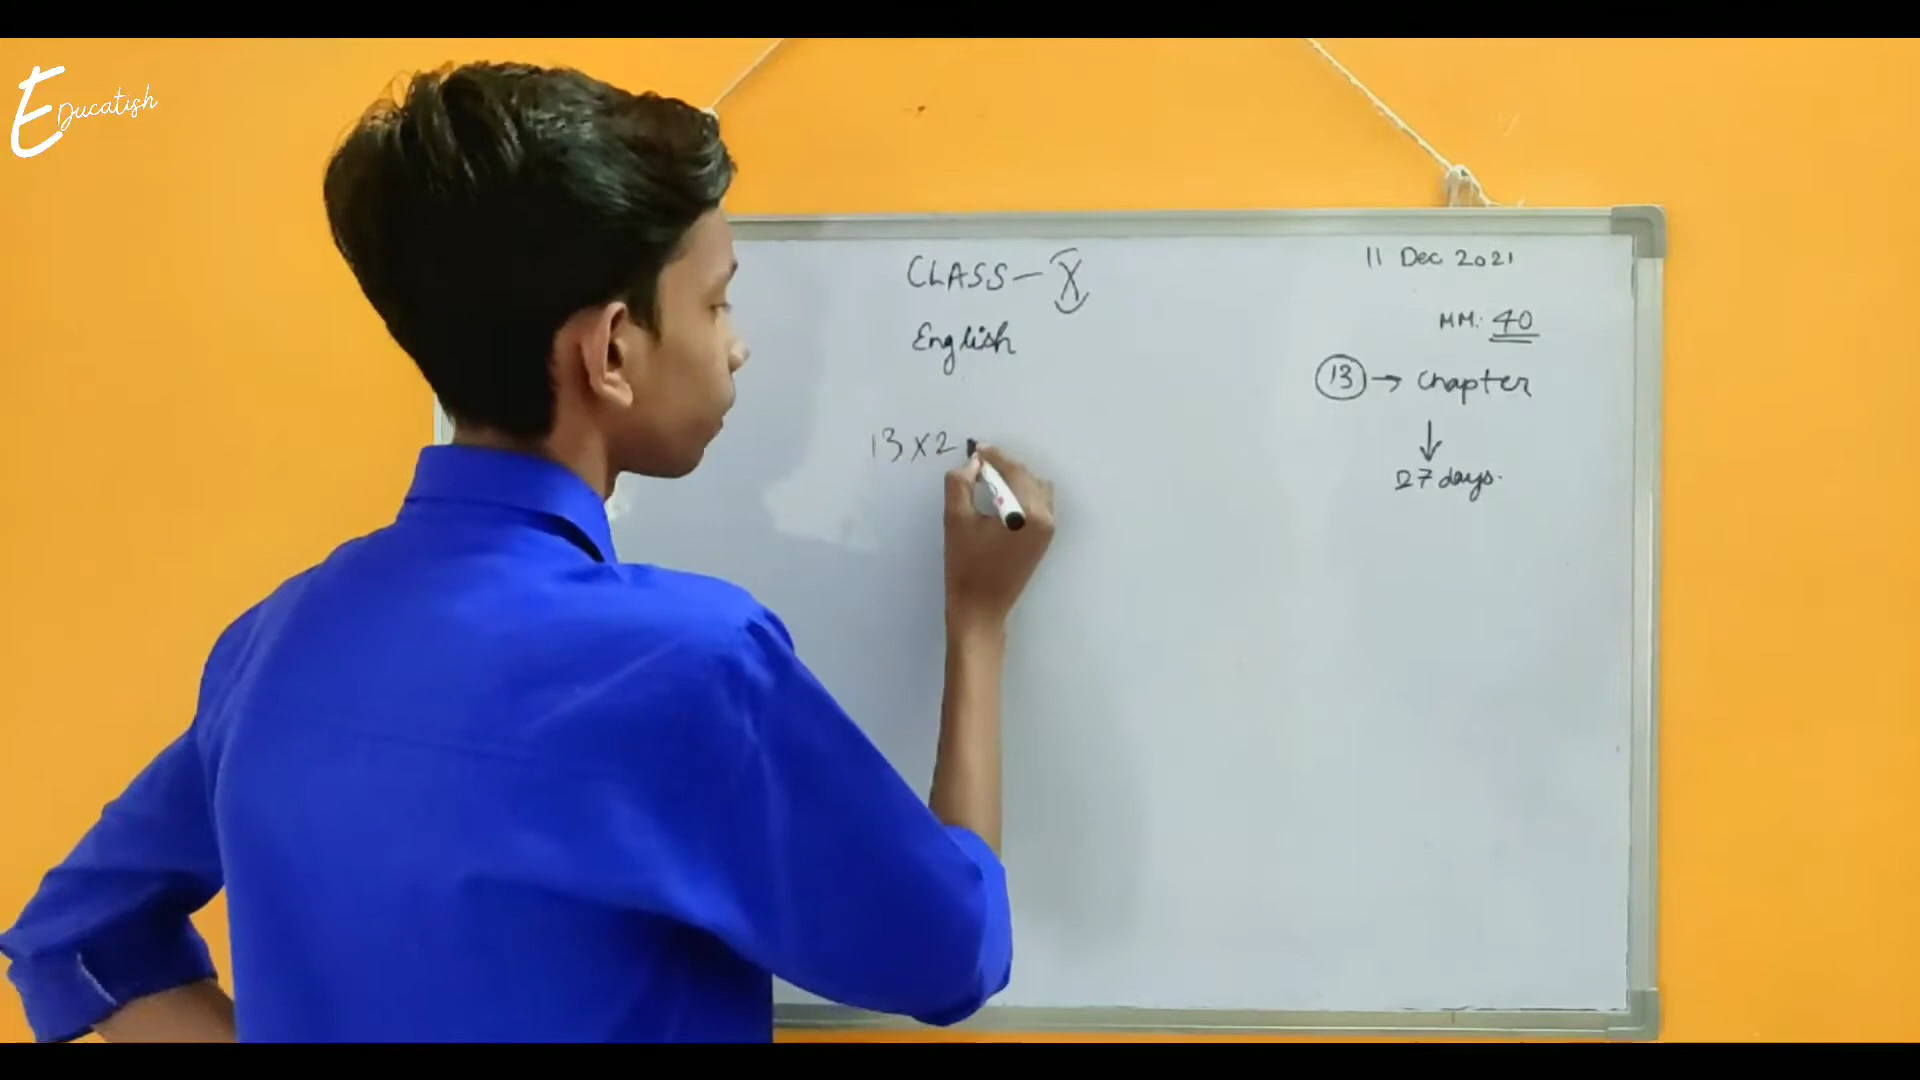 Educatish
CLASS - X
English
13 x 2
11 Dec 2021
MM: 40
13 → Chapter
↓
27 days.